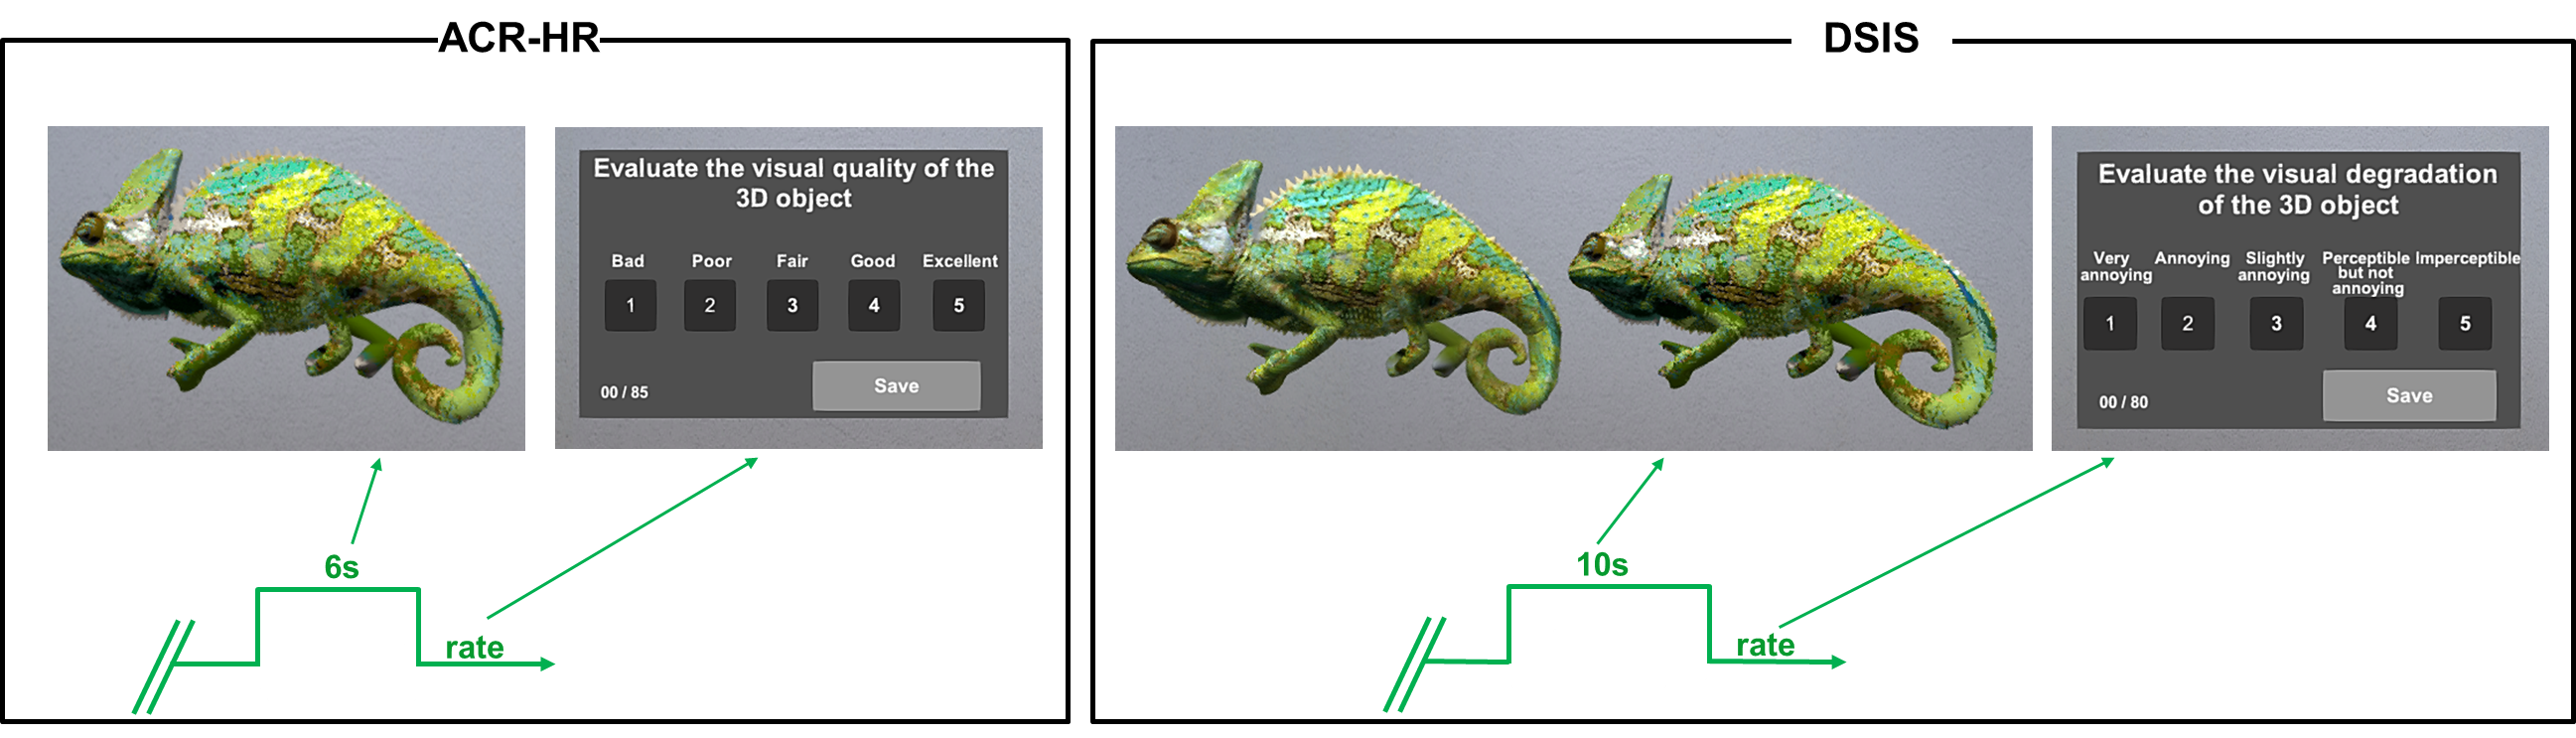 ACR-HR
Evaluate the visual quality of the
3D object
Bad Poor Fair Good Excellent
1 2 3 4 5
00 / 85 Save
6s
rate
DSIS
Evaluate the visual degradation
of the 3D object
Very Annoying Slightly Perceptible Imperceptible
annoying annoying but not
annoying
1 2 3 4 5
00 / 80 Save
10s
rate